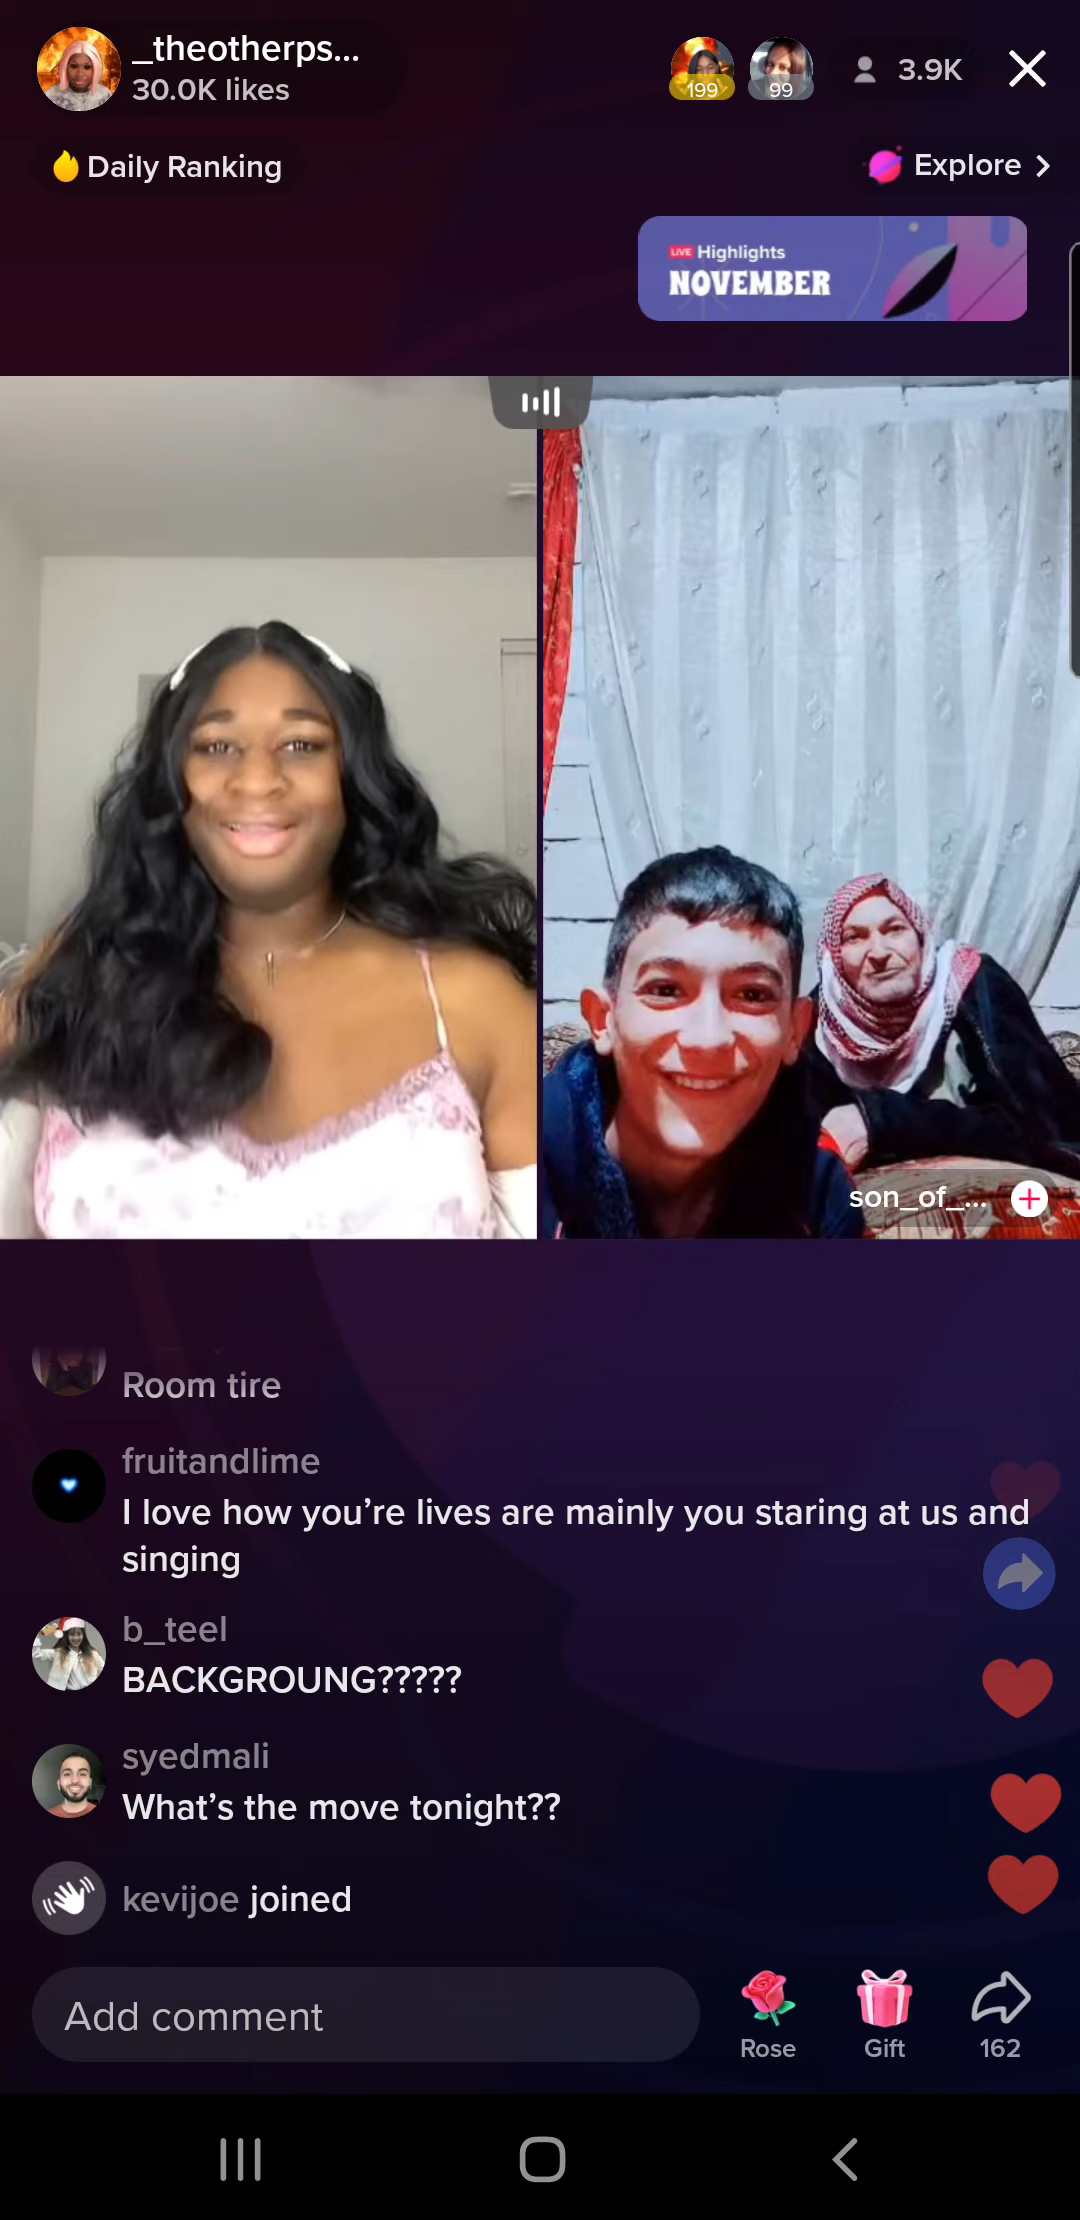 _theotherps...
30.0K likes
199
99
3.9K
Daily Ranking
Explore
LIVE Highlights
NOVEMBER
son_of_...
Room tire
fruitandlime
I love how you’re lives are mainly you staring at us and
singing
b_teel
BACKGROUNG?????
syedmali
What’s the move tonight??
kevijoe joined
Add comment
Rose
Gift
162